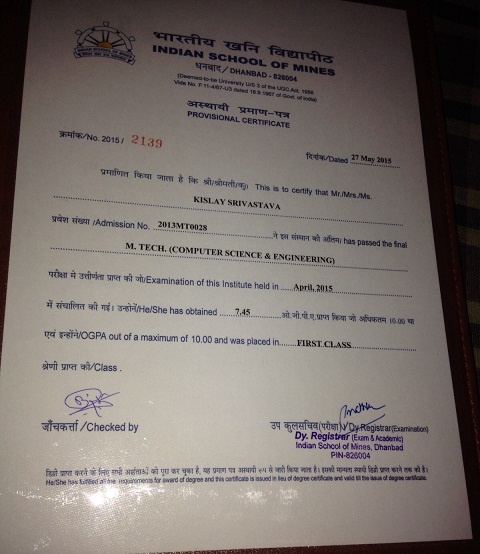 भारतीय खनि विद्यापीठ
INDIAN SCHOOL OF MINES
धनबाद / DHANBAD - 826004
(Deemed-to-be University U/S 3 of the UGC Act, 1956
Vide No. F 11-4/67-U3 dated 18.9.1967 of Govt. of India)
अस्थायी प्रमाण-पत्र
PROVISIONAL CERTIFICATE
क्रमांक/No. 2015 / 2139
दिनांक/Dated 27 May 2015
प्रमाणित किया जाता है कि श्री/श्रीमती/कु0 This is to certify that Mr./Mrs./Ms.
KISLAY SRIVASTAVA
प्रवेश संख्या /Admission No. 2013MT0028 ने इस संस्थान की अंतिम/ has passed the final
M. TECH. (COMPUTER SCIENCE & ENGINEERING)
परीक्षा मे उत्तीर्णता प्राप्त की जो/Examination of this Institute held in ......April, 2015
में संचालित की गई। उन्होनें/He/She has obtained ....7.45 ओ.जी.पी.ए.प्राप्त किया जो अधिकतम 10.00 था
एवं इन्होंने/OGPA out of a maximum of 10.00 and was placed in......FIRST CLASS
श्रेणी प्राप्त की/Class .
जाँचकर्त्ता /Checked by
उप कुलसचिव(परीक्षा)/Dy.Registrar(Examination)
Dy. Registrar (Exam & Academic)
Indian School of Mines, Dhanbad
PIN-826004
डिग्री प्राप्त करने के लिए सभी अर्हताओं को पूरा कर चुका है, यह प्रमाण पत्र अस्थायी रूप से जारी किया जाता है। इसकी मान्यता स्थायी डिग्री प्राप्त करने तक की है।
He/She has fulfilled all the requirements for award of degree and this certificate is issued in lieu of degree certificate and valid till the issue of degree certificate.